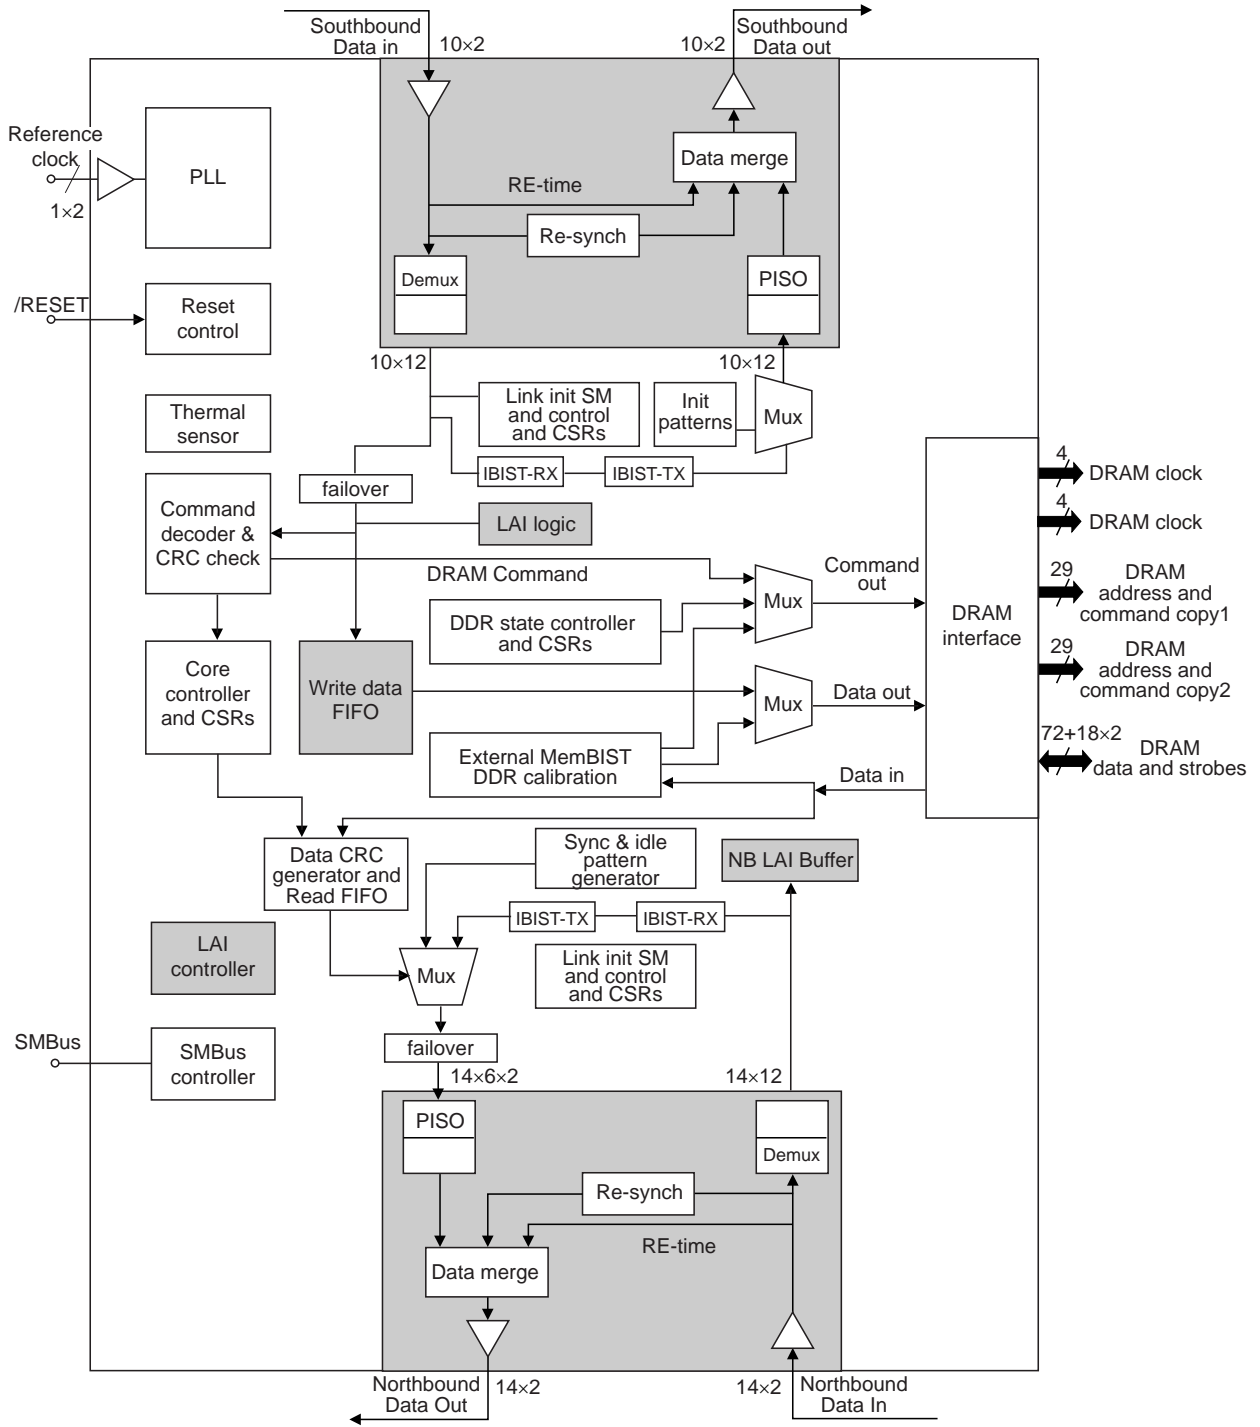 Southbound
Data in
10×2
10×2
Southbound
Data out
Reference
clock
1×2
PLL
Data merge
RE-time
Re-synch
Demux
PISO
/RESET
Reset
control
10×12
10×12
Thermal
sensor
Link init SM
and control
and CSRs
Init
patterns
Mux
IBIST-RX
IBIST-TX
failover
Command
decoder &
CRC check
LAI logic
DRAM Command
Mux
Command
out
DDR state controller
and CSRs
DRAM
interface
4
DRAM clock
4
DRAM clock
29
DRAM
address and
command copy1
29
DRAM
address and
command copy2
72+18×2
DRAM
data and strobes
Core
controller
and CSRs
Write data
FIFO
Mux
Data out
External MemBIST
DDR calibration
Data in
Data CRC
generator and
Read FIFO
Sync & idle
pattern
generator
NB LAI Buffer
IBIST-TX
IBIST-RX
LAI
controller
Mux
Link init SM
and control
and CSRs
SMBus
SMBus
controller
failover
14×6×2
14×12
PISO
Demux
Re-synch
RE-time
Data merge
Northbound
Data Out
14×2
14×2
Northbound
Data In